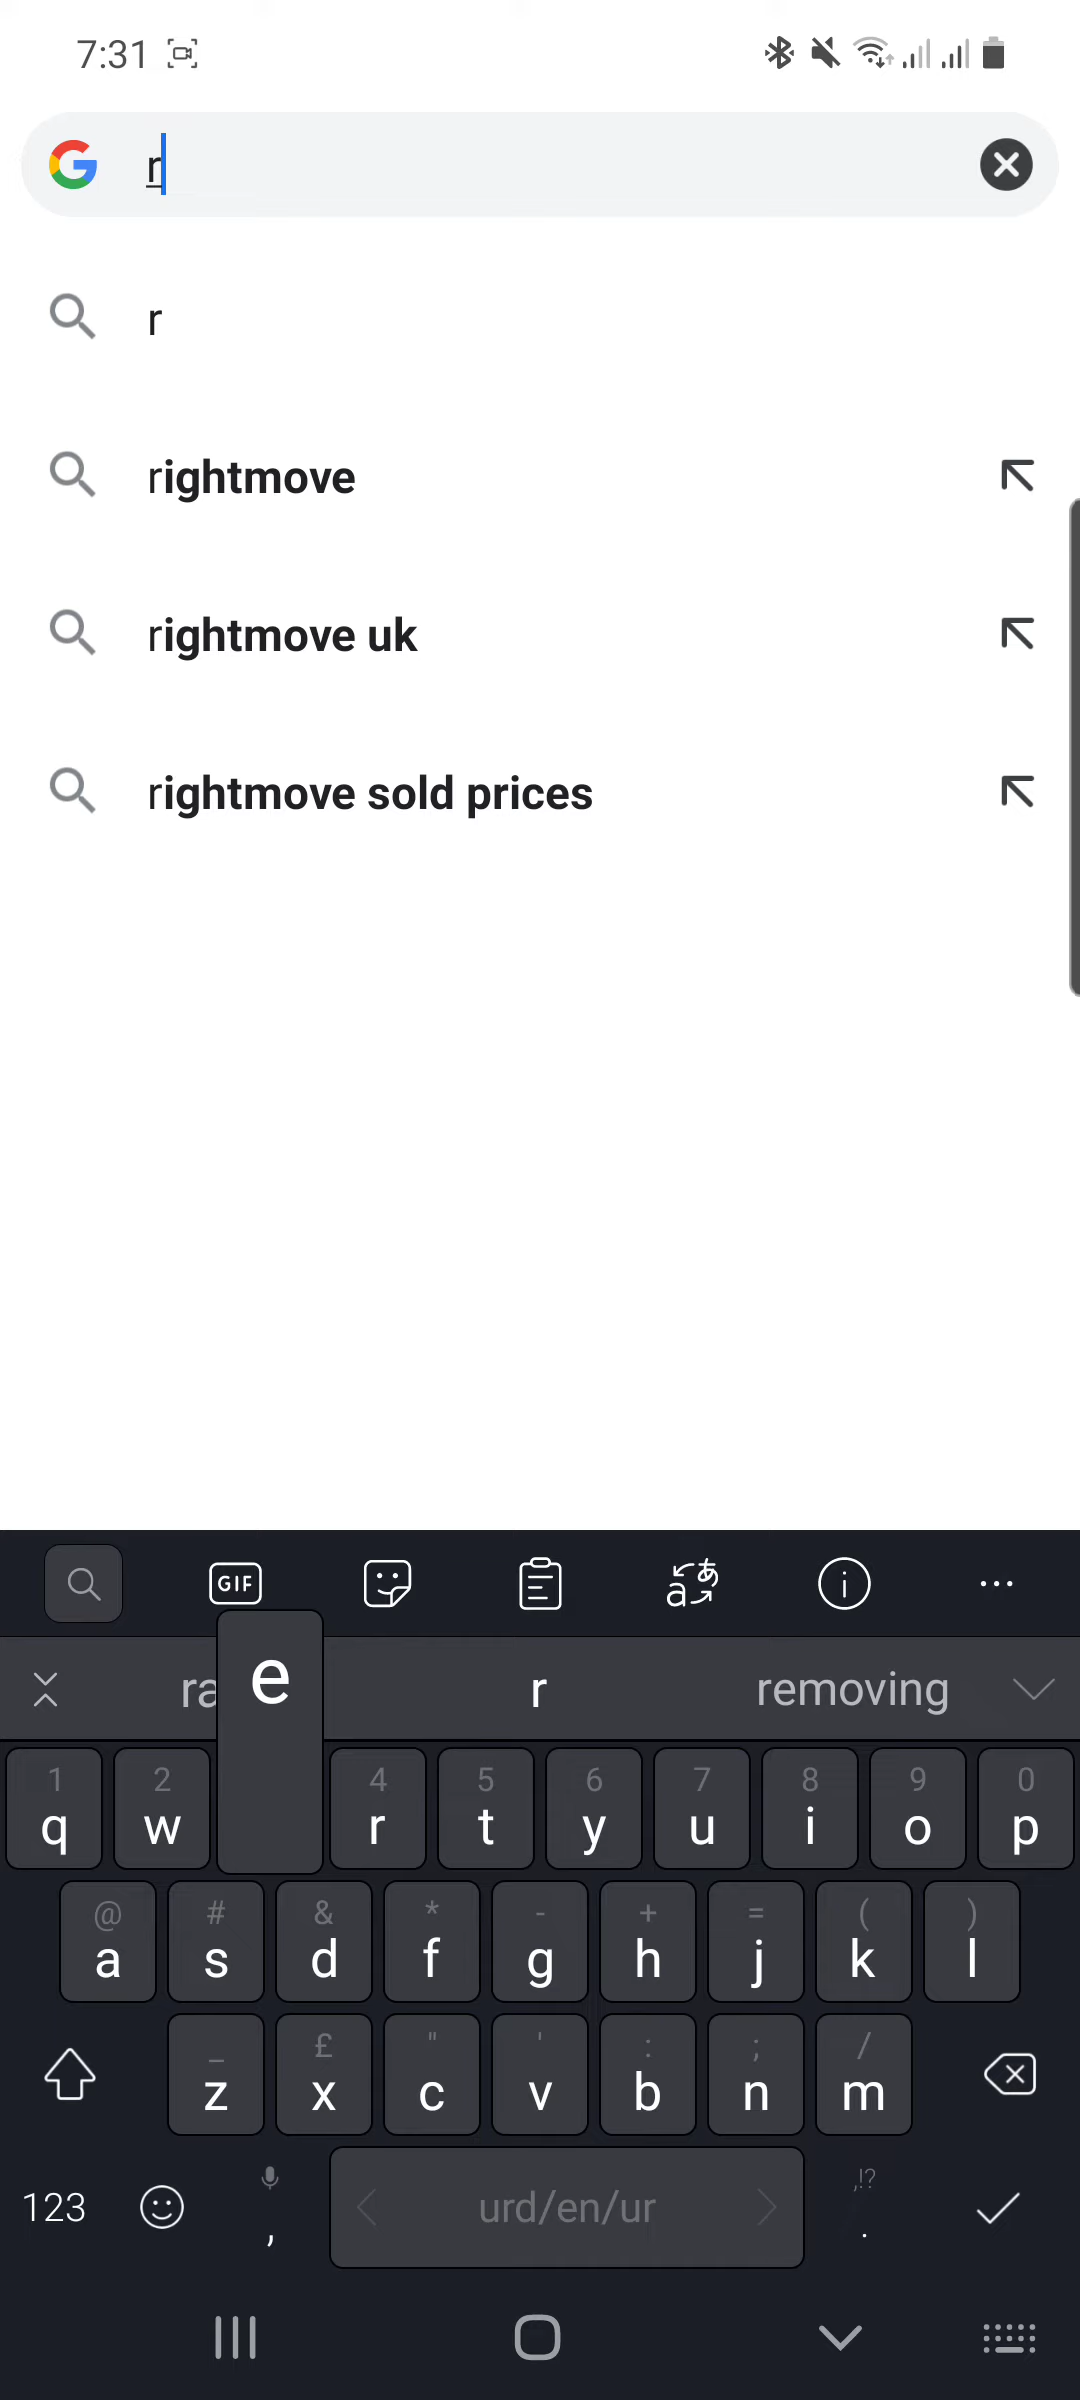 7:31
r
r
rightmove
rightmove uk
rightmove sold prices
GIF
a あ
ra r removing
e
1 2 4 5 6 7 8 9 0
q w r t y u i o p
@ # & * - + = ( )
a s d f g h j k l
_ £ " ' : ; /
z x c v b n m
,!?
123 , urd/en/ur .